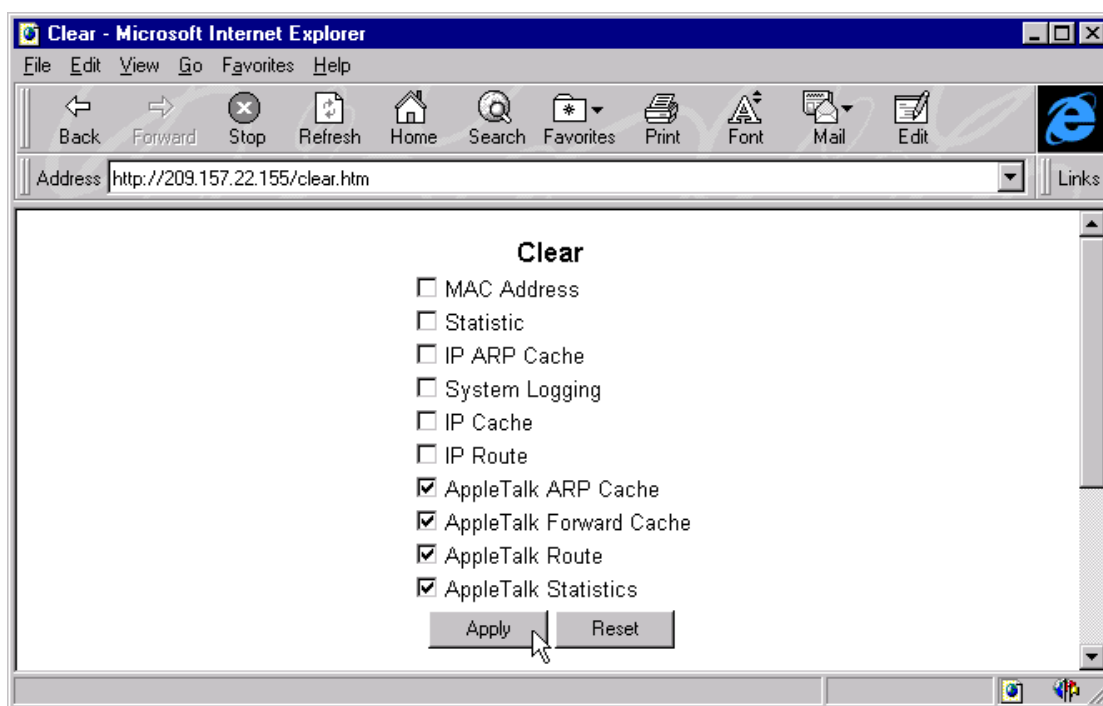 Clear - Microsoft Internet Explorer
File Edit View Go Favorites Help
Back Forward Stop Refresh Home Search Favorites Print Font Mail Edit
Address http://209.157.22.155/clear.htm Links
Clear
MAC Address
Statistic
IP ARP Cache
System Logging
IP Cache
IP Route
AppleTalk ARP Cache
AppleTalk Forward Cache
AppleTalk Route
AppleTalk Statistics
Apply Reset